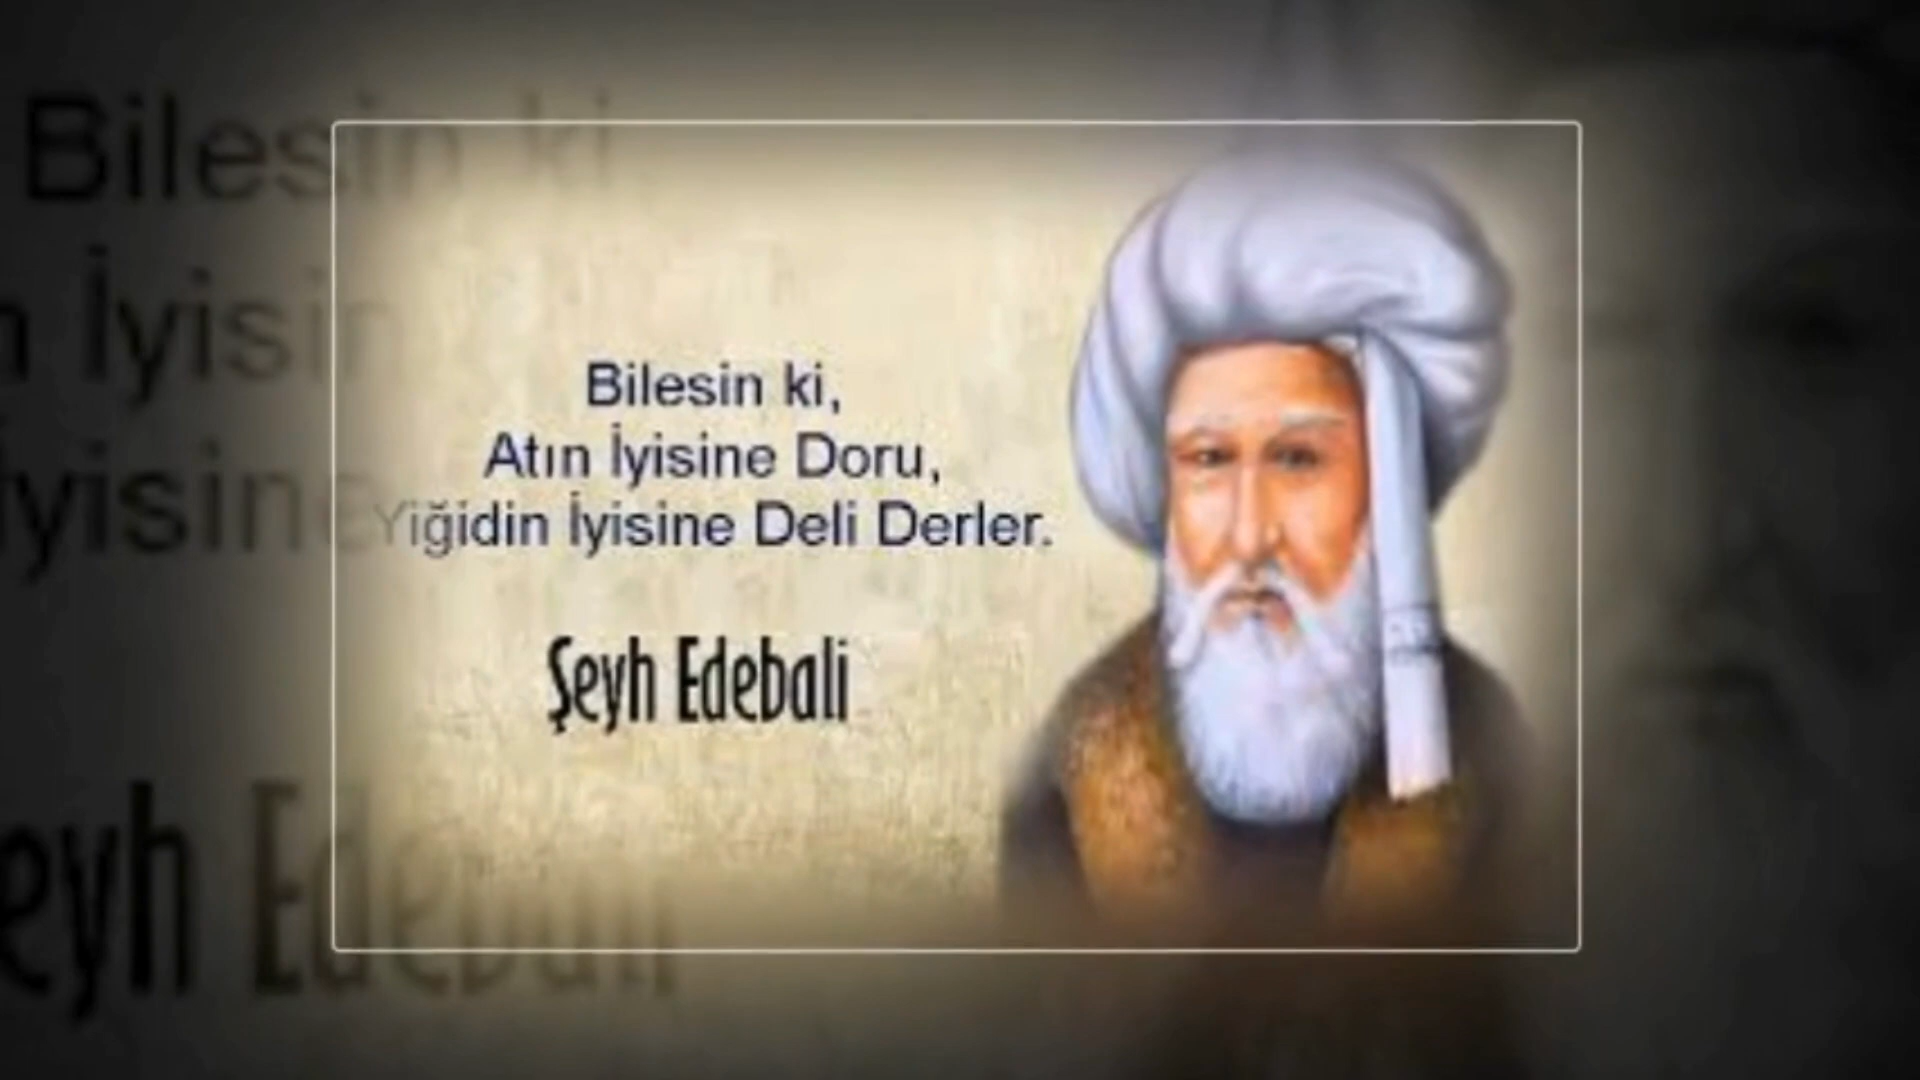 Bilesin ki,
Atın İyisine Doru,
Yiğidin İyisine Deli Derler.
Şeyh Edebali